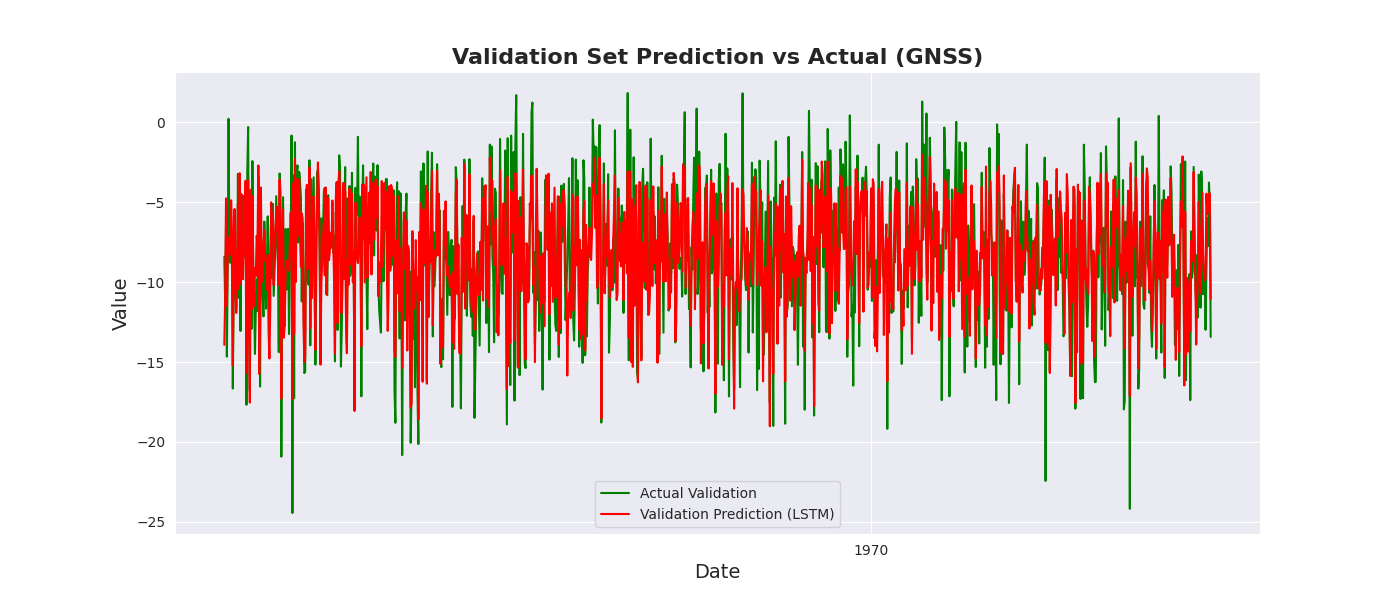 Validation Set Prediction vs Actual (GNSS)
Value
0
−5
−10
−15
−20
−25
Actual Validation
Validation Prediction (LSTM)
1970
Date